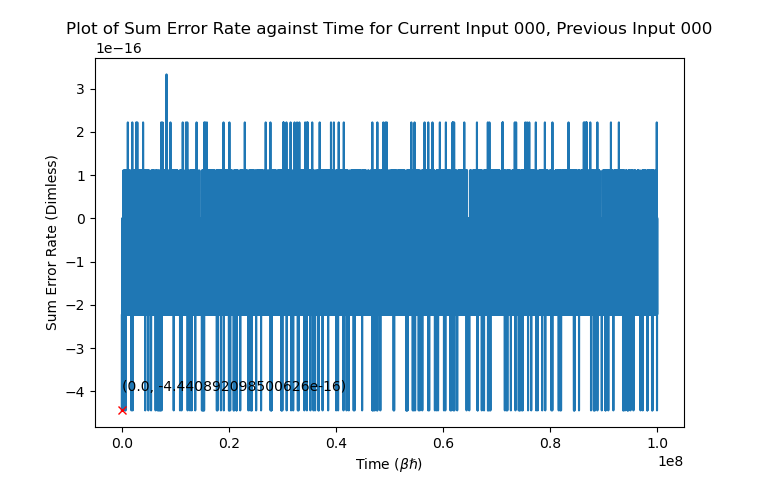 Plot of Sum Error Rate against Time for Current Input 000, Previous Input 000
1e−16
3
2
1
0
−1
−2
−3
−4
Sum Error Rate (Dimless)
(0.0, -4.440892098500626e-16)
0.0 0.2 0.4 0.6 0.8 1.0
1e8
Time (βℏ)